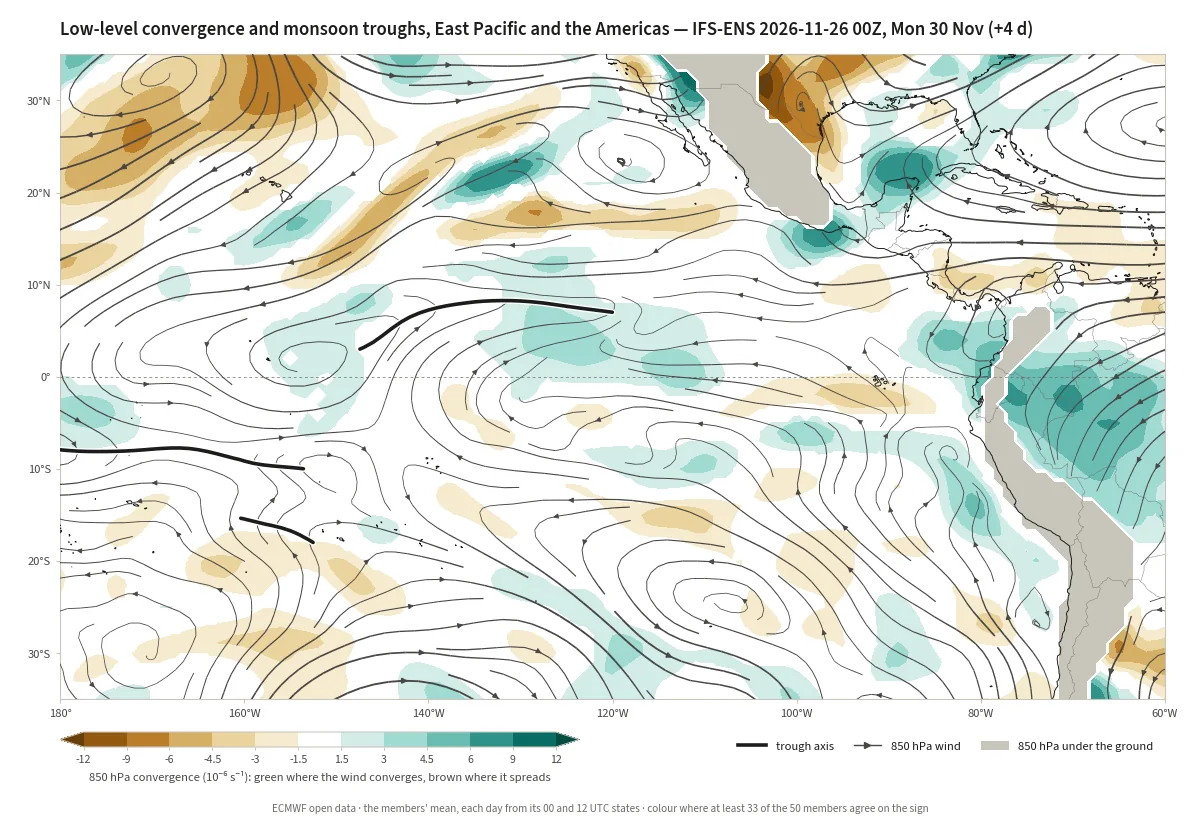 Low-level convergence and monsoon troughs, East Pacific and the Americas — IFS-ENS 2026-11-26 00Z, Mon 30 Nov (+4 d)
30°N
20°N
10°N
0°
10°S
20°S
30°S
180° 160°W 140°W 120°W 100°W 80°W 60°W
-12 -9 -6 -4.5 -3 -1.5 1.5 3 4.5 6 9 12
850 hPa convergence (10⁻⁶ s⁻¹): green where the wind converges, brown where it spreads
trough axis 850 hPa wind 850 hPa under the ground
ECMWF open data · the members' mean, each day from its 00 and 12 UTC states · colour where at least 33 of the 50 members agree on the sign